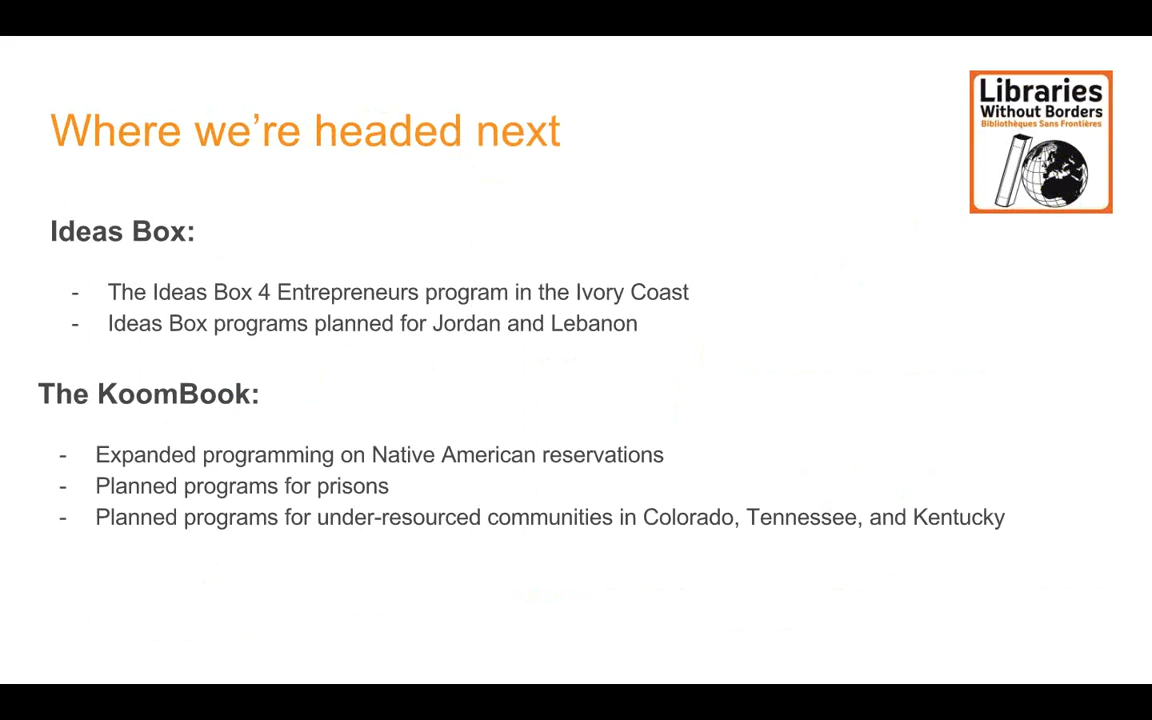 Where we’re headed next
Libraries
Without Borders
Bibliothèques Sans Frontières
Ideas Box:
- The Ideas Box 4 Entrepreneurs program in the Ivory Coast
- Ideas Box programs planned for Jordan and Lebanon
The KoomBook:
- Expanded programming on Native American reservations
- Planned programs for prisons
- Planned programs for under-resourced communities in Colorado, Tennessee, and Kentucky